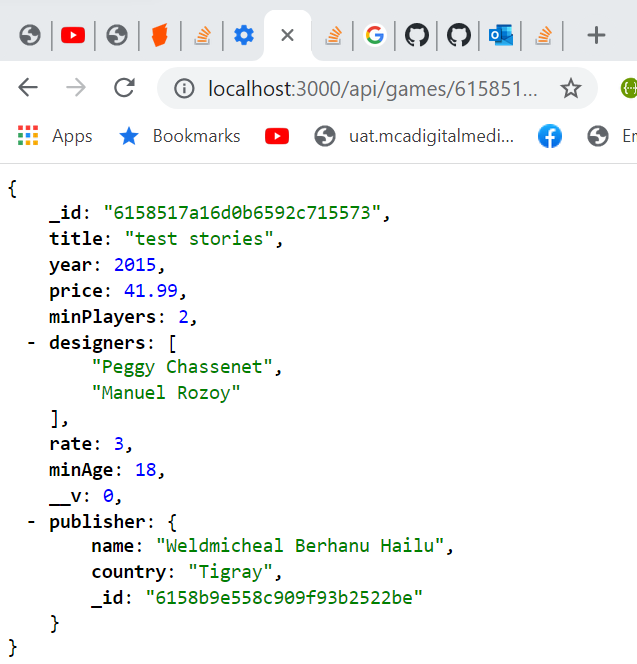 localhost:3000/api/games/615851...
Apps
Bookmarks
uat.mcadigitalmedi...
{
_id: "6158517a16d0b6592c715573",
title: "test stories",
year: 2015,
price: 41.99,
minPlayers: 2,
- designers: [
"Peggy Chassenet",
"Manuel Rozoy"
],
rate: 3,
minAge: 18,
__v: 0,
- publisher: {
name: "Weldmicheal Berhanu Hailu",
country: "Tigray",
_id: "6158b9e558c909f93b2522be"
}
}